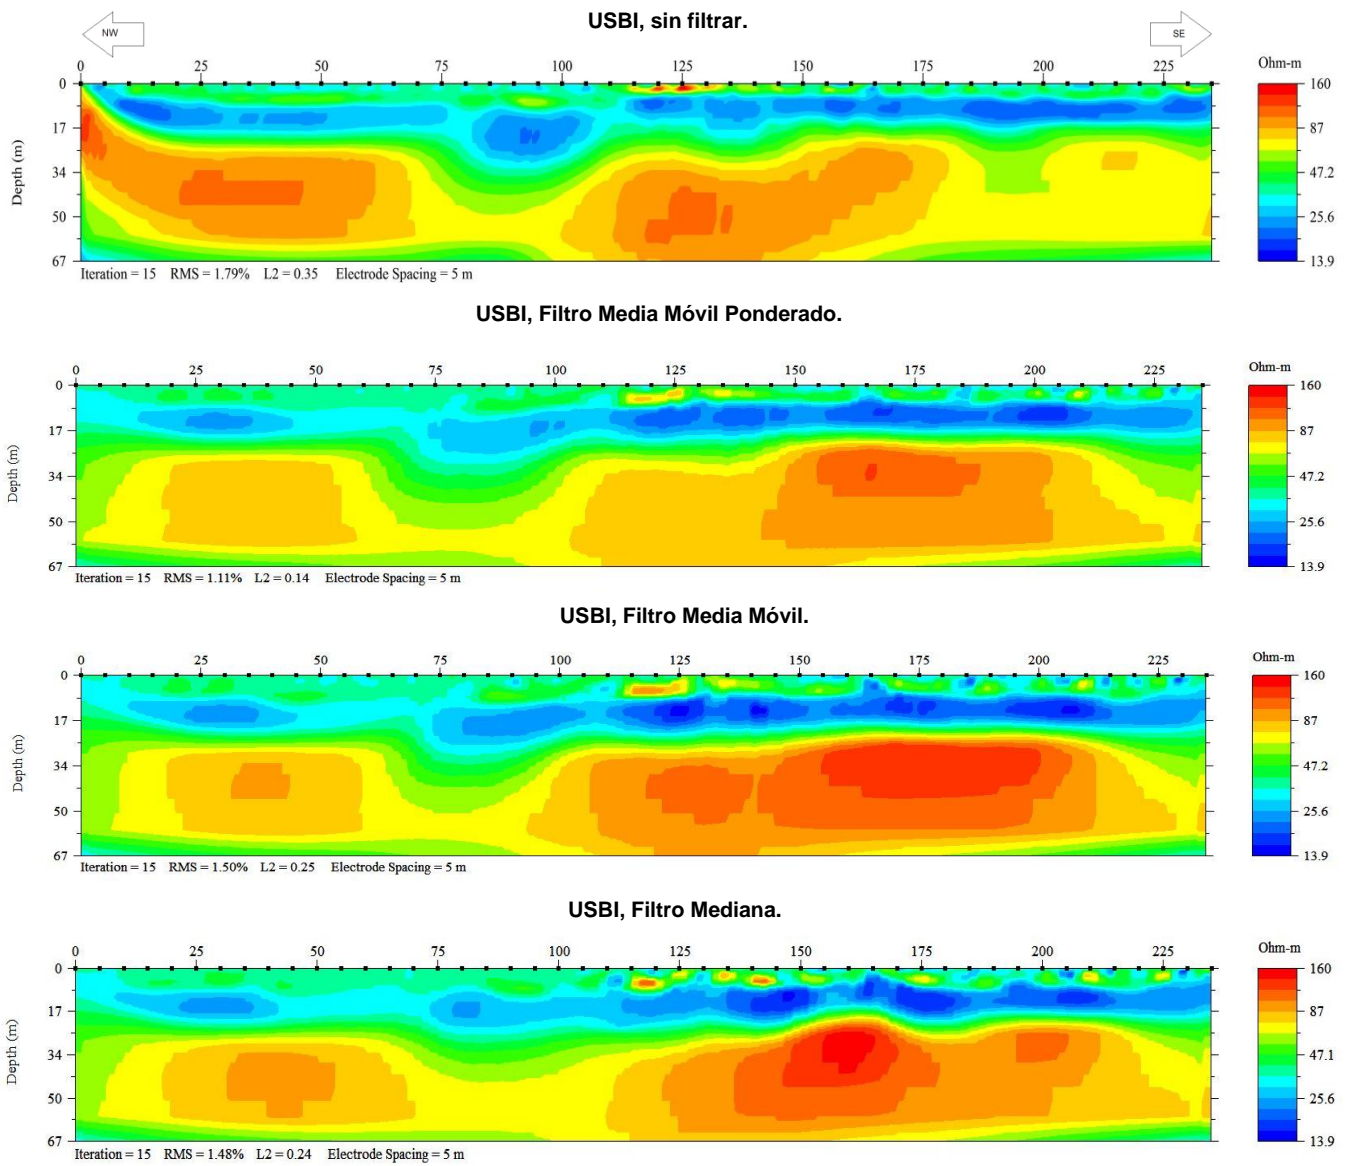 USBI, sin filtrar.
NW
SE
0 25 50 75 100 125 150 175 200 225
Ohm-m
Depth (m)
0
17
34
50
67
160
87
47.2
25.6
13.9
Iteration = 15 RMS = 1.79% L2 = 0.35 Electrode Spacing = 5 m
USBI, Filtro Media Móvil Ponderado.
0 25 50 75 100 125 150 175 200 225
Ohm-m
Depth (m)
0
17
34
50
67
160
87
47.2
25.6
13.9
Iteration = 15 RMS = 1.11% L2 = 0.14 Electrode Spacing = 5 m
USBI, Filtro Media Móvil.
0 25 50 75 100 125 150 175 200 225
Ohm-m
Depth (m)
0
17
34
50
67
160
87
47.2
25.6
13.9
Iteration = 15 RMS = 1.50% L2 = 0.25 Electrode Spacing = 5 m
USBI, Filtro Mediana.
0 25 50 75 100 125 150 175 200 225
Ohm-m
Depth (m)
0
17
34
50
67
160
87
47.1
25.6
13.9
Iteration = 15 RMS = 1.48% L2 = 0.24 Electrode Spacing = 5 m